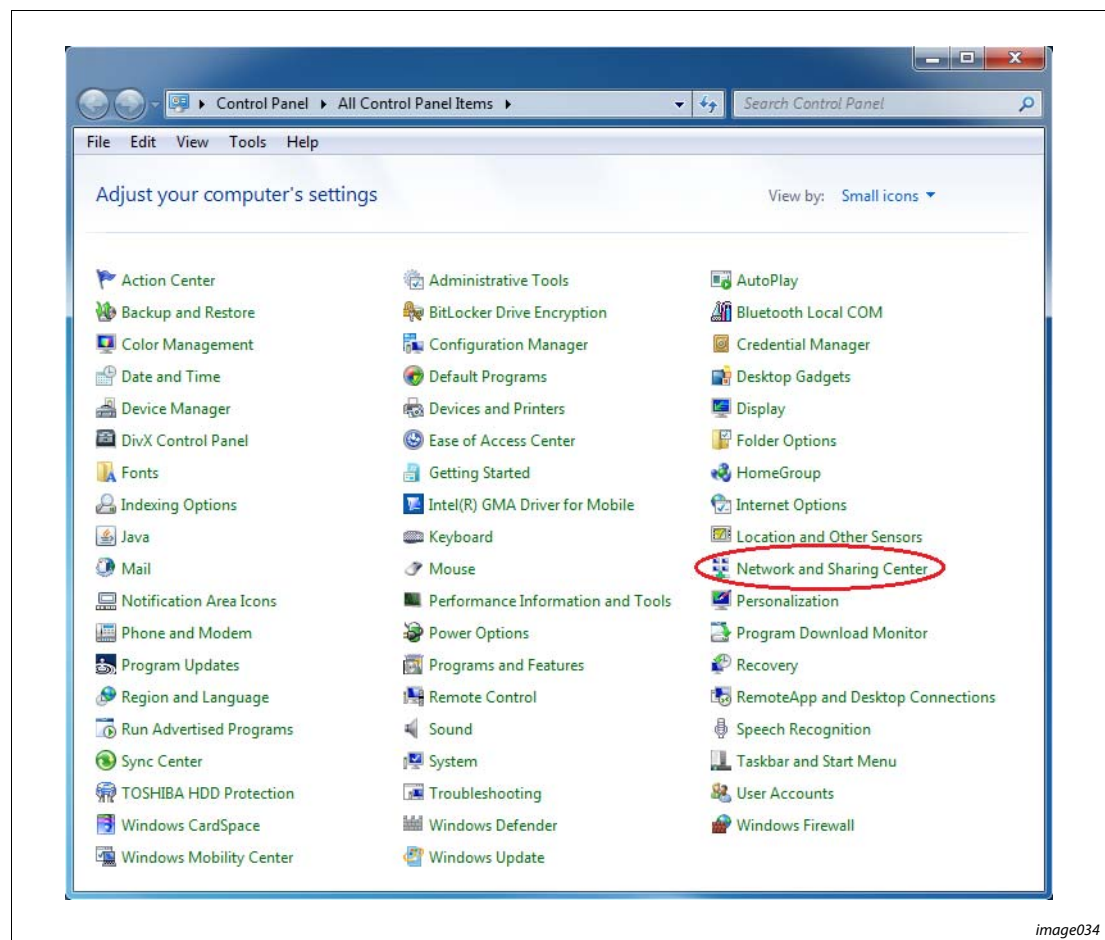 Control Panel ▸ All Control Panel Items ▸
Search Control Panel
File Edit View Tools Help
Adjust your computer's settings
View by: Small icons
Action Center
Administrative Tools
AutoPlay
Backup and Restore
BitLocker Drive Encryption
Bluetooth Local COM
Color Management
Configuration Manager
Credential Manager
Date and Time
Default Programs
Desktop Gadgets
Device Manager
Devices and Printers
Display
DivX Control Panel
Ease of Access Center
Folder Options
Fonts
Getting Started
HomeGroup
Indexing Options
Intel(R) GMA Driver for Mobile
Internet Options
Java
Keyboard
Location and Other Sensors
Mail
Mouse
Network and Sharing Center
Notification Area Icons
Performance Information and Tools
Personalization
Phone and Modem
Power Options
Program Download Monitor
Program Updates
Programs and Features
Recovery
Region and Language
Remote Control
RemoteApp and Desktop Connections
Run Advertised Programs
Sound
Speech Recognition
Sync Center
System
Taskbar and Start Menu
TOSHIBA HDD Protection
Troubleshooting
User Accounts
Windows CardSpace
Windows Defender
Windows Firewall
Windows Mobility Center
Windows Update
image034